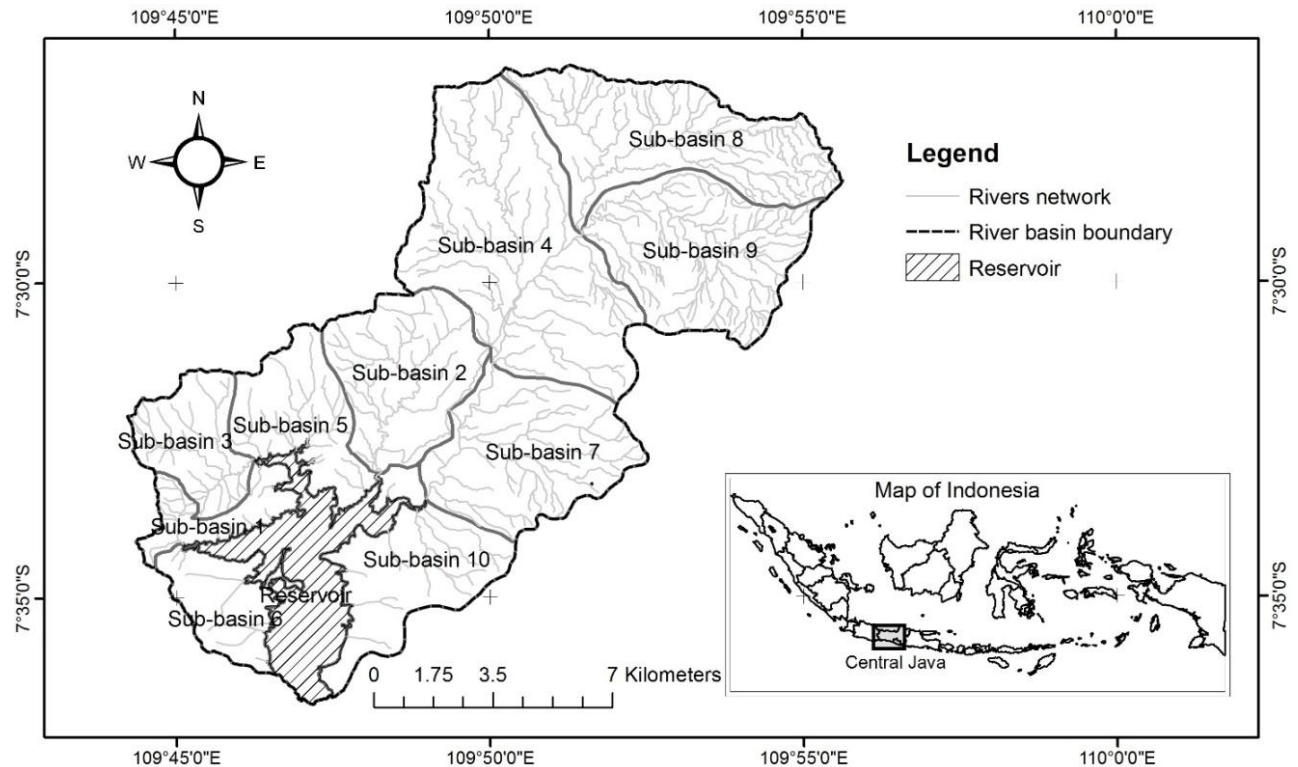 109°45'0"E 109°50'0"E 109°55'0"E 110°0'0"E
N
W E
S
Sub-basin 8
Legend
Rivers network
River basin boundary
Reservoir
Sub-basin 4
Sub-basin 9
7°30'0"S 7°30'0"S
Sub-basin 2
Sub-basin 5
Sub-basin 3
Sub-basin 7
Map of Indonesia
Sub-basin 1
Sub-basin 10
Reservoir
7°35'0"S 7°35'0"S
Sub-basin 6
Central Java
0 1.75 3.5 7 Kilometers
109°45'0"E 109°50'0"E 109°55'0"E 110°0'0"E